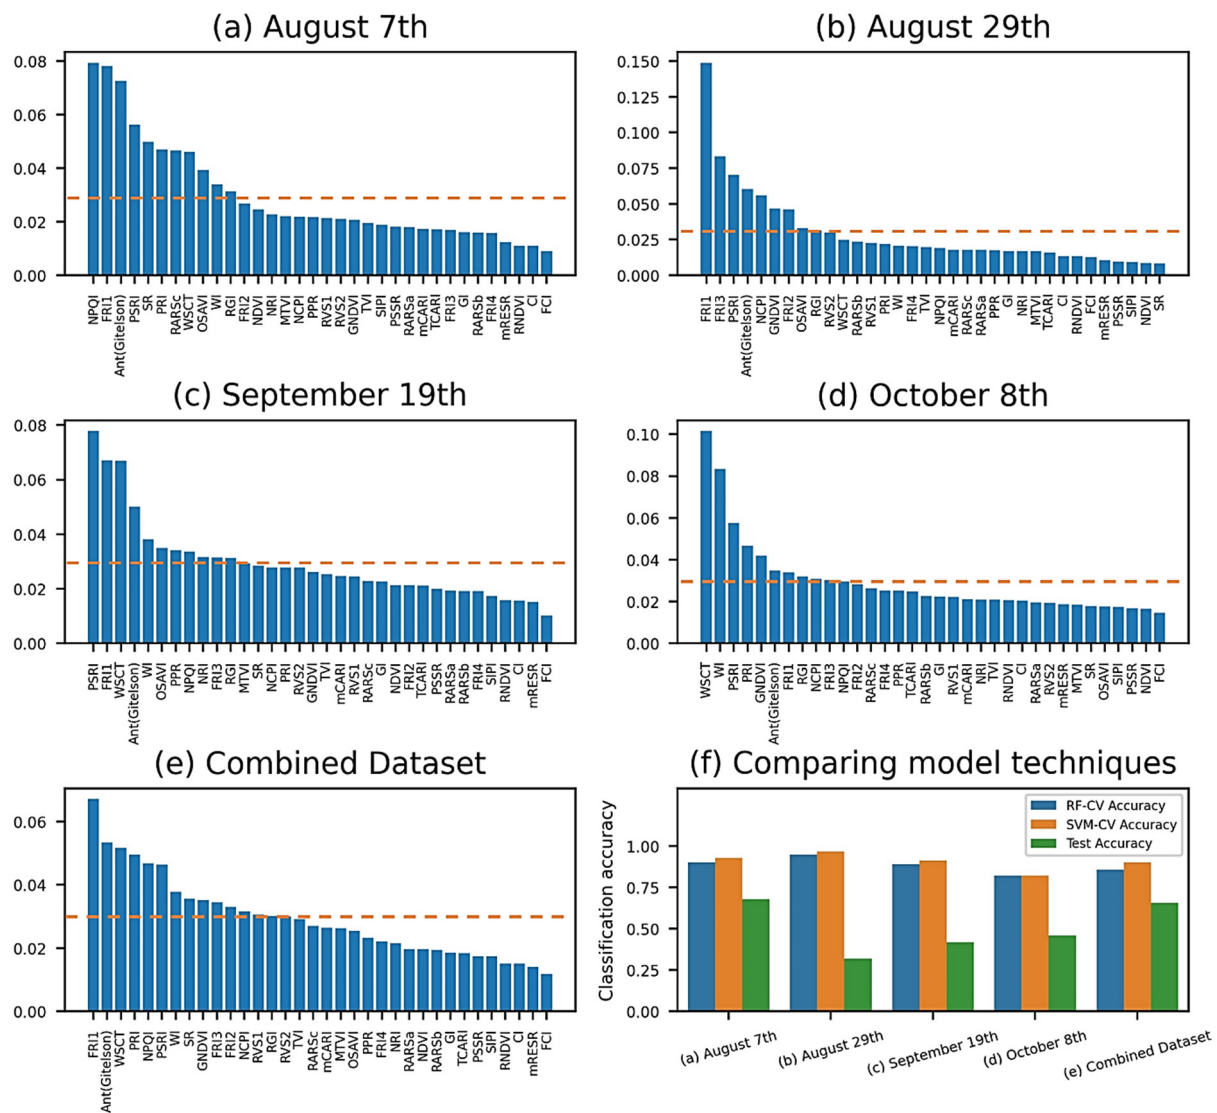 (a) August 7th
0.08
0.06
0.04
0.02
0.00
NPQI FRI1 Ant(Gitelson) PSRI SR PRI RARSc WSCT OSAVI WI RGI FRI2 NDVI NRI MTVI NCPI PPR RVS1 RVS2 GNDVI TVI SIPI PSSR RARSa mCARI TCARI FRI3 GI RARSb FRI4 mRESR RNDVI CI FCI
(b) August 29th
0.150
0.125
0.100
0.075
0.050
0.025
0.000
FRI1 FRI3 PSRI Ant(Gitelson) NCPI GNDVI FRI2 OSAVI RGI RVS2 WSCT RARSb RVS1 PRI WI FRI4 TVI NPQI mCARI RARSc RARSa PPR GI NRI MTVI TCARI CI RNDVI FCI mRESR PSSR SIPI NDVI SR
(c) September 19th
0.08
0.06
0.04
0.02
0.00
PSRI FRI1 WSCT Ant(Gitelson) WI OSAVI PPR NPQI NRI FRI3 RGI MTVI SR NCPI PRI RVS2 GNDVI TVI mCARI RVS1 RARSc GI NDVI FRI2 TCARI PSSR RARSa RARSb FRI4 SIPI RNDVI CI mRESR FCI
(d) October 8th
0.10
0.08
0.06
0.04
0.02
0.00
WSCT WI PSRI PRI GNDVI Ant(Gitelson) FRI1 RGI NCPI FRI3 NPQI FRI2 RARSc FRI4 PPR TCARI RARSb GI RVS1 mCARI NRI TVI RNDVI CI RARSa RVS2 mRESR MTVI SR OSAVI SIPI PSSR NDVI FCI
(e) Combined Dataset
0.06
0.04
0.02
0.00
FRI1 Ant(Gitelson) WSCT PRI NPQI PSRI WI SR GNDVI FRI3 FRI2 NCPI RVS1 RGI RVS2 TVI RARSc mCARI MTVI OSAVI PPR FRI4 NRI RARSa NDVI RARSb GI TCARI PSSR SIPI RNDVI CI mRESR FCI
(f) Comparing model techniques
Classification accuracy
1.00
0.75
0.50
0.25
0.00
RF-CV Accuracy
SVM-CV Accuracy
Test Accuracy
(a) August 7th
(b) August 29th
(c) September 19th
(d) October 8th
(e) Combined Dataset